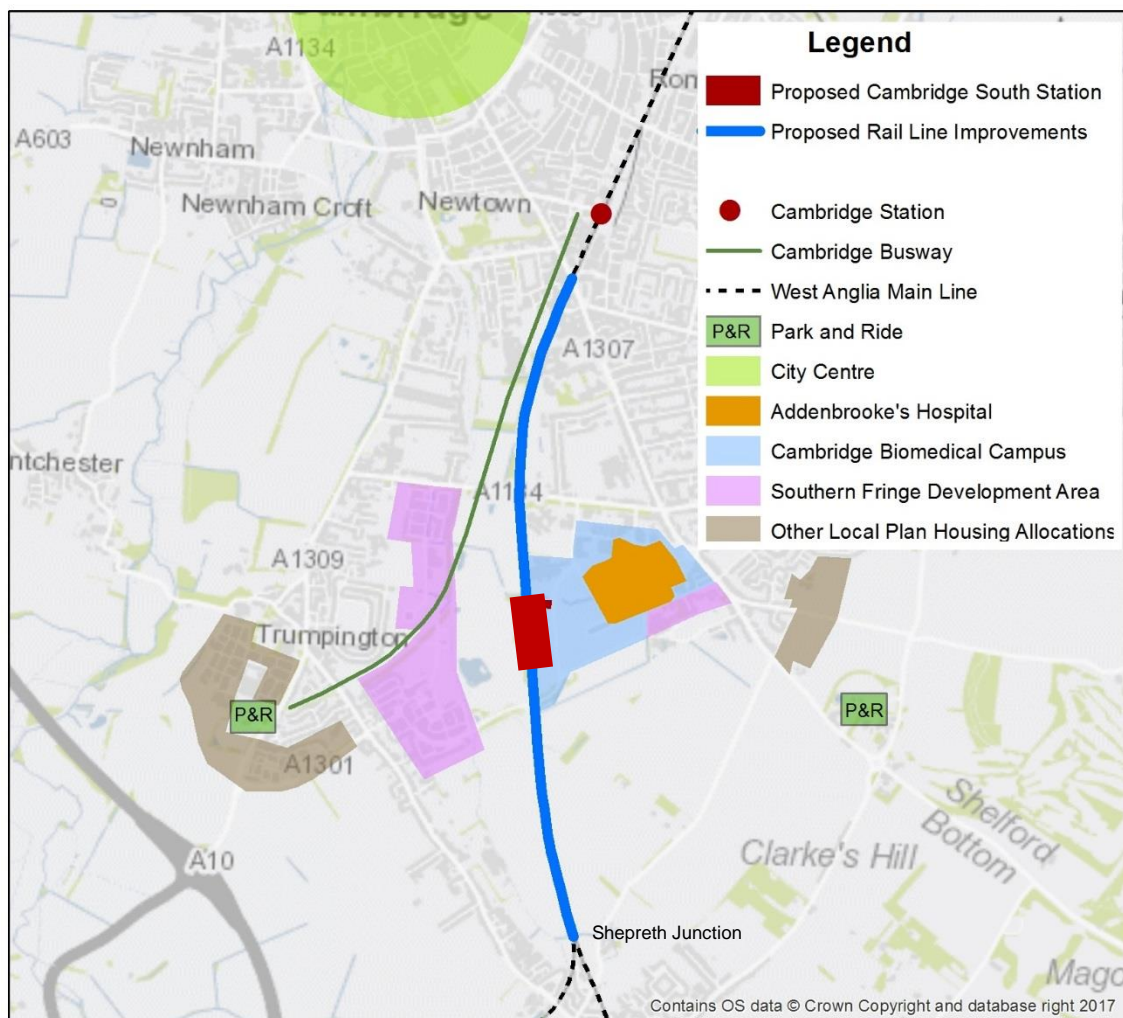 Cambridge
A1134
A603
Newnham
Newnham Croft
Newtown
A1307
A1134
A1309
Trumpington
P&R
A1301
A10
P&R
Shelford
Bottom
Clarke's Hill
Shepreth Junction
Contains OS data © Crown Copyright and database right 2017
Legend
Proposed Cambridge South Station
Proposed Rail Line Improvements
Cambridge Station
Cambridge Busway
West Anglia Main Line
P&R
Park and Ride
City Centre
Addenbrooke's Hospital
Cambridge Biomedical Campus
Southern Fringe Development Area
Other Local Plan Housing Allocations